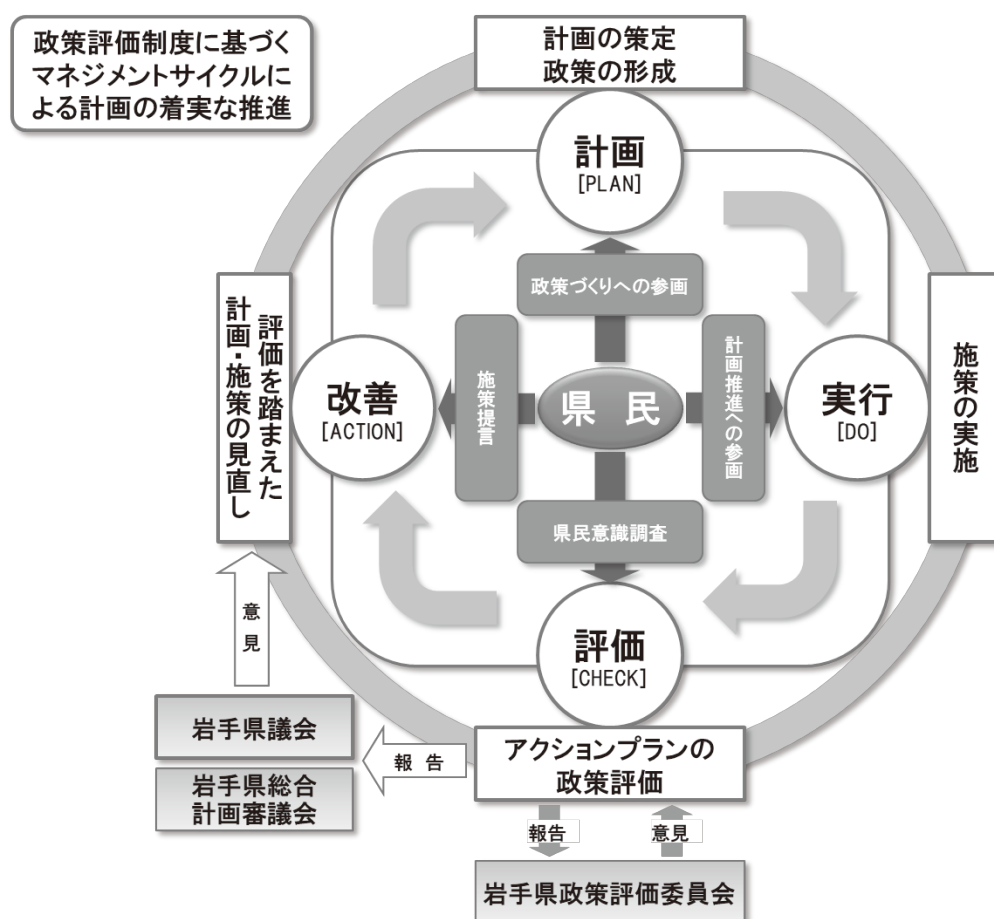 政策評価制度に基づく
マネジメントサイクルに
よる計画の着実な推進
計画の策定
政策の形成
計画
[PLAN]
政策づくりへの参画
評価を踏まえた
計画・施策の見直し
改善
[ACTION]
施策提言
県 民
計画推進への参画
実行
[DO]
施策の実施
県民意識調査
評価
[CHECK]
意見
岩手県議会
岩手県総合
計画審議会
報 告
アクションプランの
政策評価
報告
意見
岩手県政策評価委員会